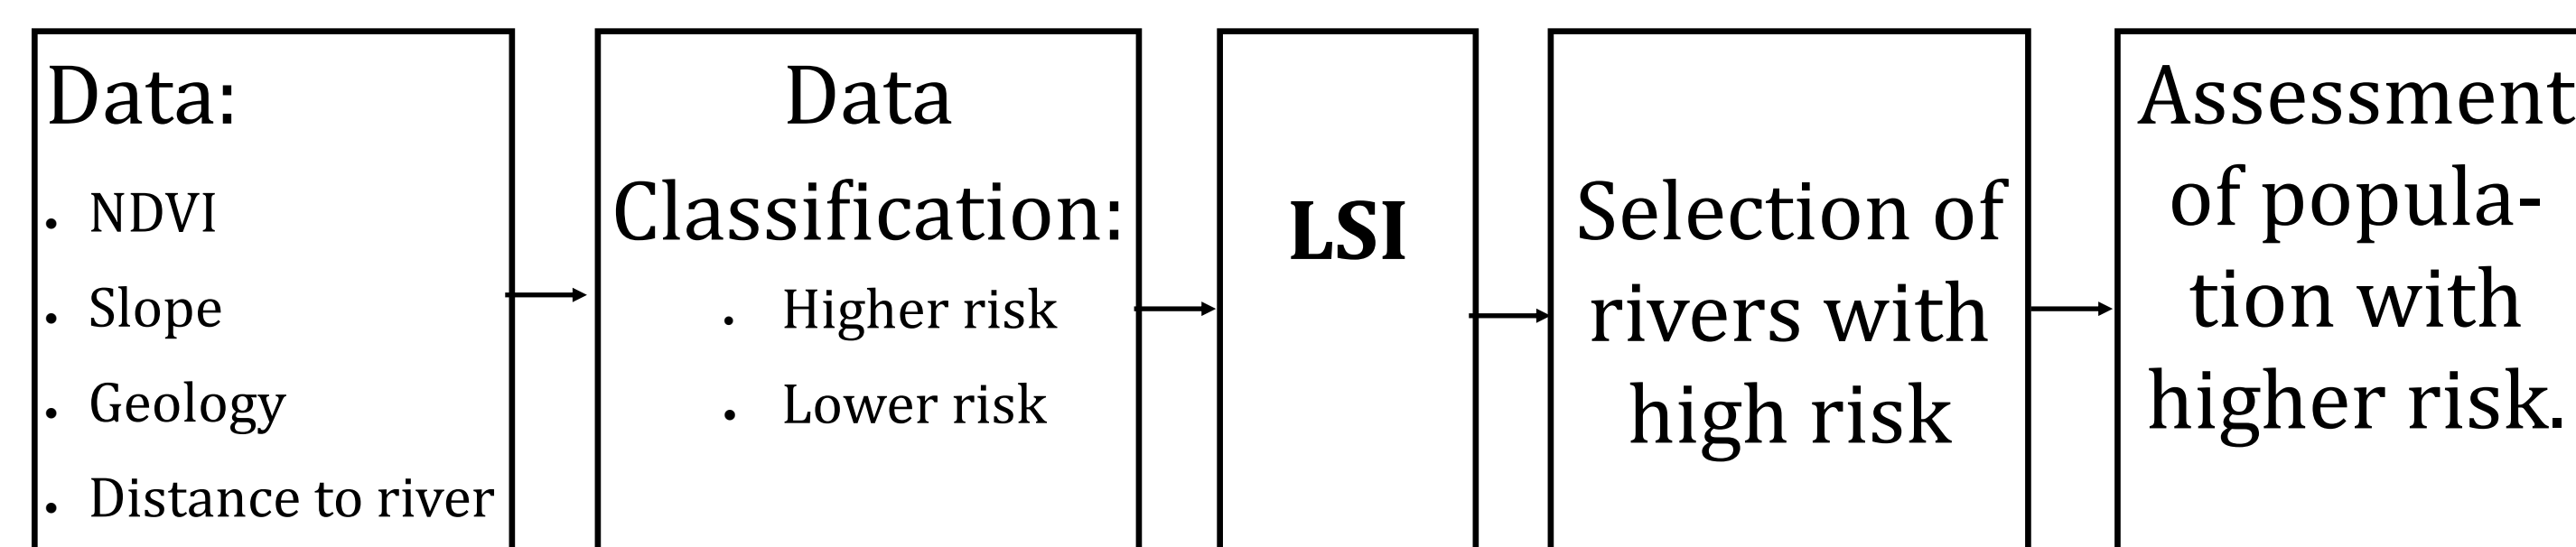 Data:
• NDVI
• Slope
• Geology
• Distance to river
Data
Classification:
• Higher risk
• Lower risk
LSI
Selection of
rivers with
high risk
Assessment
of popula-
tion with
higher risk.